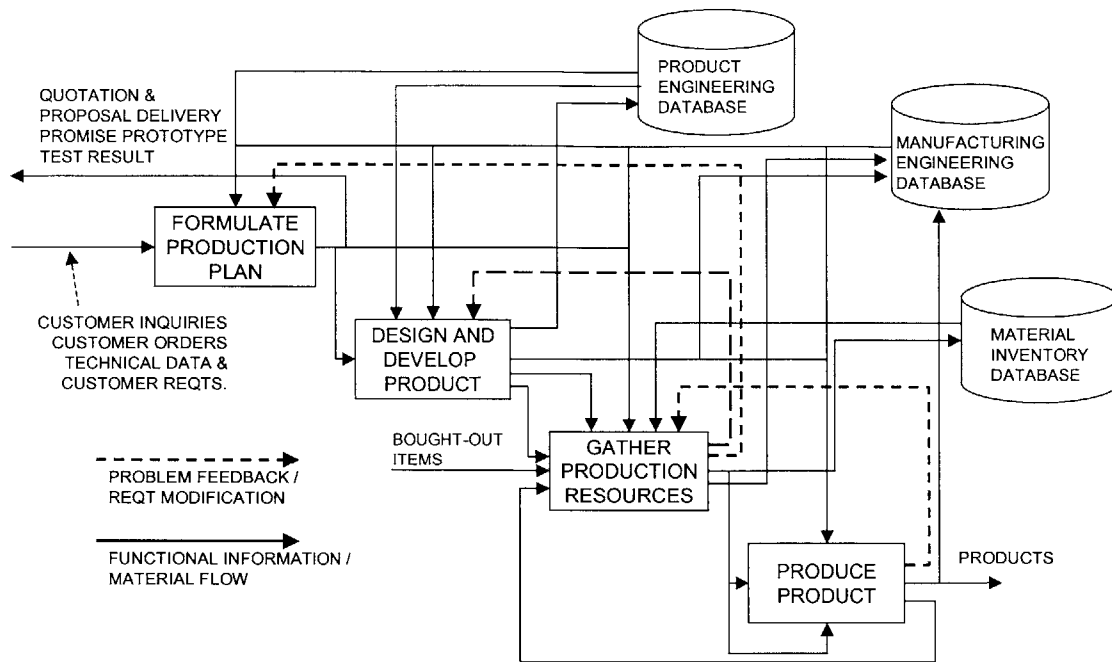 PRODUCT
ENGINEERING
DATABASE
QUOTATION &
PROPOSAL DELIVERY
PROMISE PROTOTYPE
TEST RESULT
MANUFACTURING
ENGINEERING
DATABASE
FORMULATE
PRODUCTION
PLAN
CUSTOMER INQUIRIES
CUSTOMER ORDERS
TECHNICAL DATA &
CUSTOMER REQTS.
DESIGN AND
DEVELOP
PRODUCT
MATERIAL
INVENTORY
DATABASE
BOUGHT-OUT
ITEMS
GATHER
PRODUCTION
RESOURCES
PROBLEM FEEDBACK /
REQT MODIFICATION
FUNCTIONAL INFORMATION /
MATERIAL FLOW
PRODUCE
PRODUCT
PRODUCTS